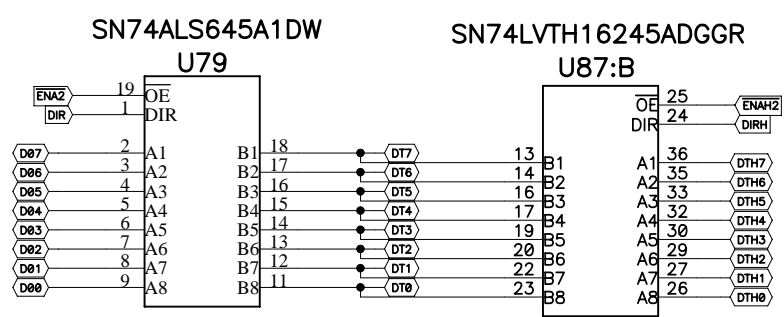 SN74ALS645A1DW
U79
ENA2 19 OE
DIR 1 DIR
D07 2 A1 B1 18 DT7
D06 3 A2 B2 17 DT6
D05 4 A3 B3 16 DT5
D04 5 A4 B4 15 DT4
D03 6 A5 B5 14 DT3
D02 7 A6 B6 13 DT2
D01 8 A7 B7 12 DT1
D00 9 A8 B8 11 DT0
SN74LVTH16245ADGGR
U87:B
OE 25 ENAH2
DIR 24 DIRH
13 B1 A1 36 DTH7
14 B2 A2 35 DTH6
16 B3 A3 33 DTH5
17 B4 A4 32 DTH4
19 B5 A5 30 DTH3
20 B6 A6 29 DTH2
22 B7 A7 27 DTH1
23 B8 A8 26 DTH0